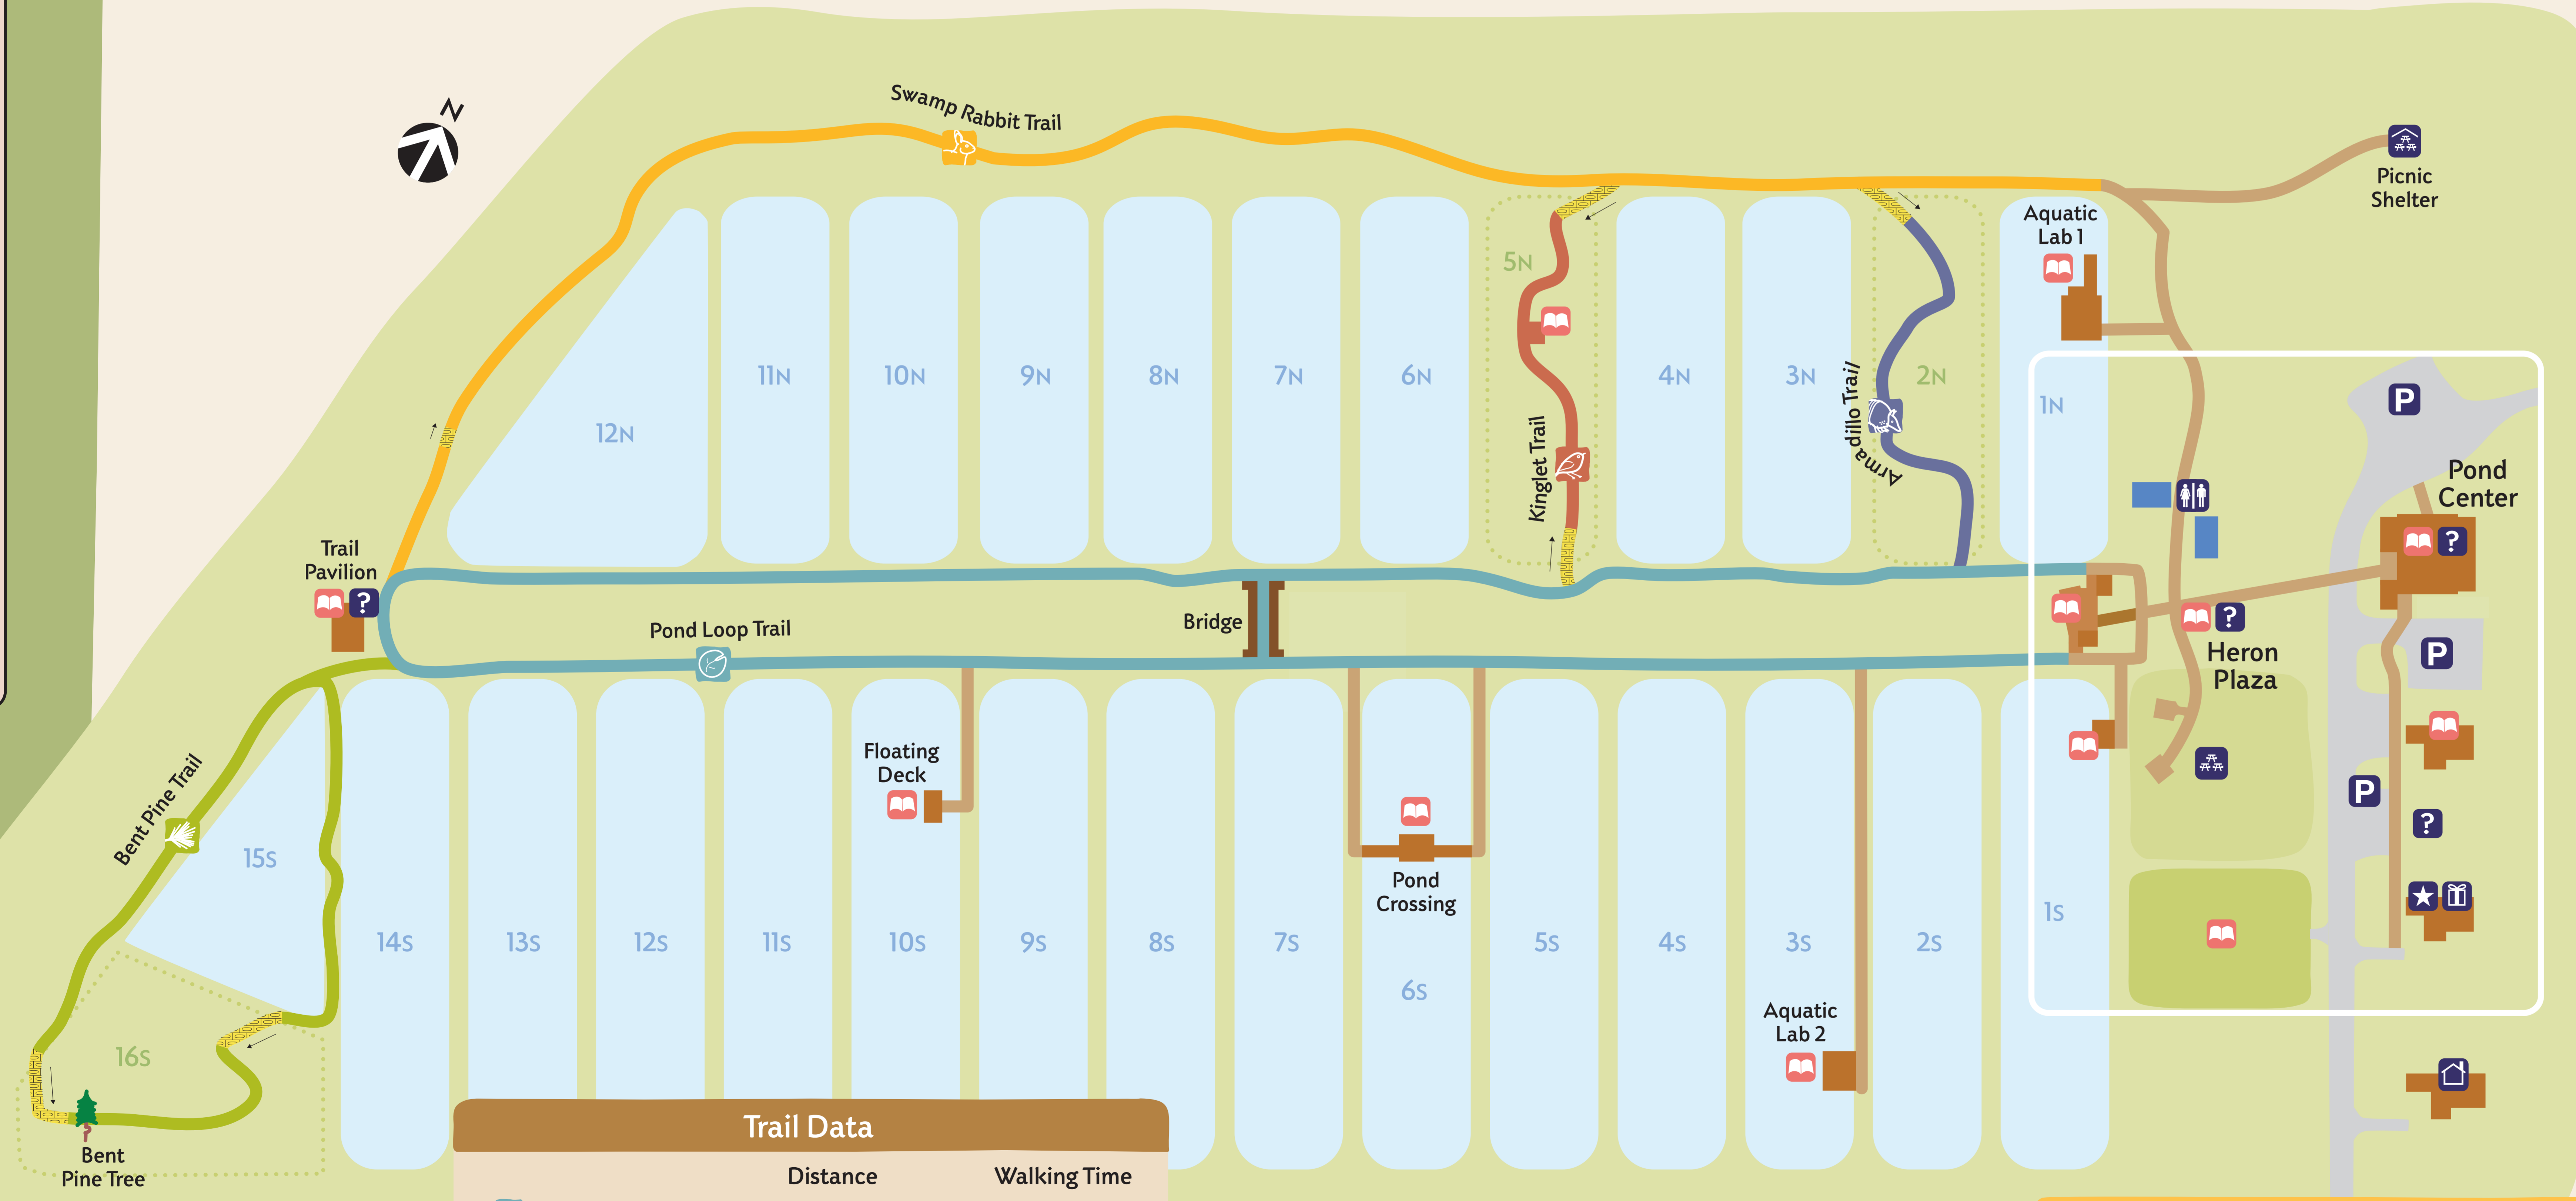 N
Swamp Rabbit Trail
Picnic
Shelter
Aquatic
Lab 1
5N
12N
11N
10N
9N
8N
7N
6N
4N
3N
2N
1N
Kinglet Trail
Armadillo Trail
P
Pond
Center
?
Trail
Pavilion
?
Bridge
Pond Loop Trail
?
Heron
Plaza
P
Floating
Deck
P
?
Bent Pine Trail
15S
Pond
Crossing
14S
13S
12S
11S
10S
9S
8S
7S
6S
5S
4S
3S
2S
1S
Aquatic
Lab 2
16S
Bent
Pine Tree
Trail Data
Distance
Walking Time